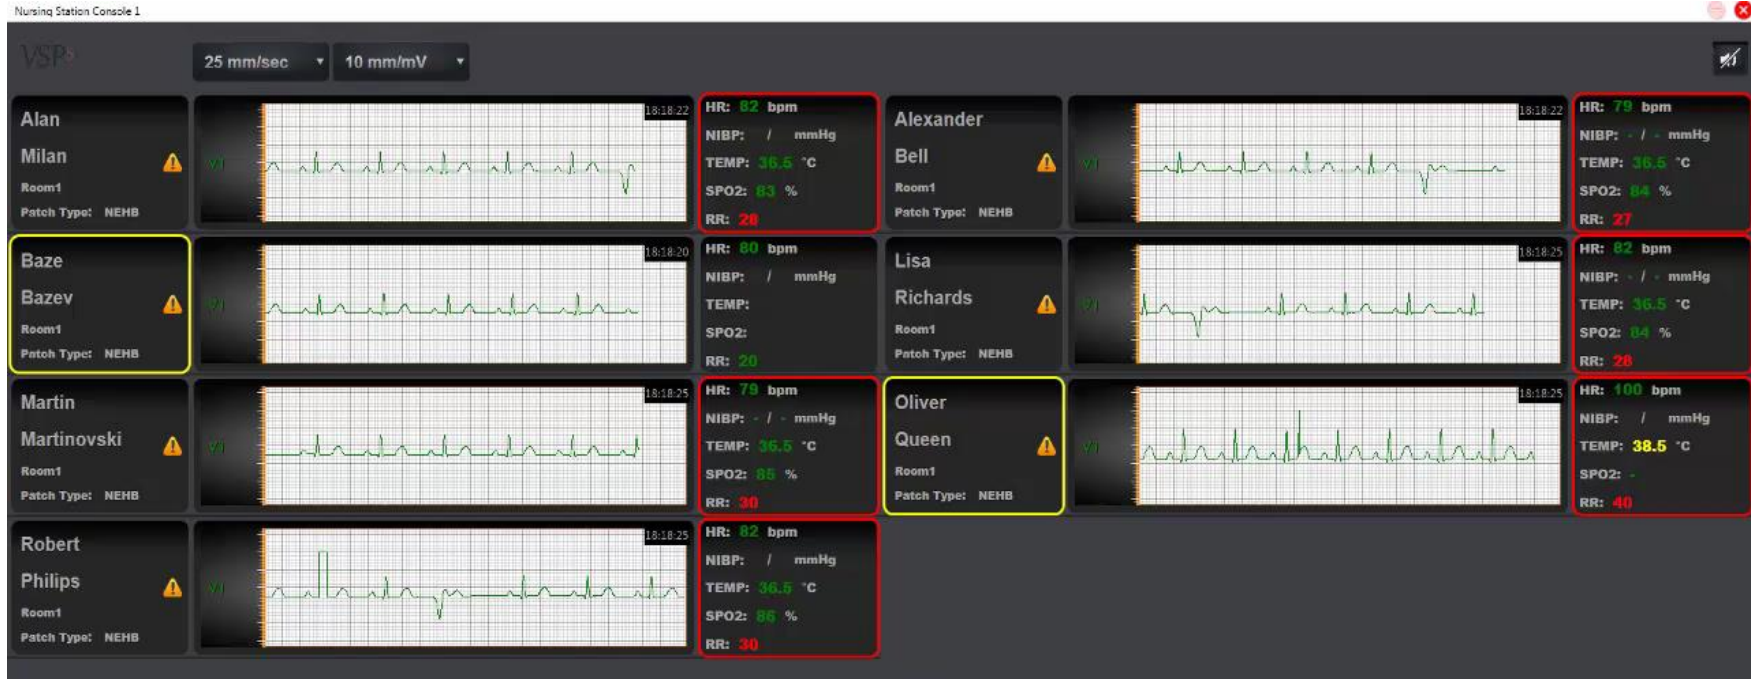 Nursing Station Console 1
VSP
25 mm/sec
10 mm/mV
Alan
Milan
Room1
Patch Type: NEHB
V1
18:18:22
HR: 82 bpm
NIBP: / mmHg
TEMP: 36.5 °C
SPO2: 83 %
RR: 28
Alexander
Bell
Room1
Patch Type: NEHB
V1
18:18:22
HR: 79 bpm
NIBP: - / - mmHg
TEMP: 36.5 °C
SPO2: 84 %
RR: 27
Baze
Bazev
Room1
Patch Type: NEHB
V1
18:18:20
HR: 80 bpm
NIBP: / mmHg
TEMP:
SPO2:
RR: 20
Lisa
Richards
Room1
Patch Type: NEHB
V1
18:18:25
HR: 82 bpm
NIBP: - / - mmHg
TEMP: 36.5 °C
SPO2: 84 %
RR: 28
Martin
Martinovski
Room1
Patch Type: NEHB
V1
18:18:25
HR: 79 bpm
NIBP: - / - mmHg
TEMP: 36.5 °C
SPO2: 85 %
RR: 30
Oliver
Queen
Room1
Patch Type: NEHB
V1
18:18:25
HR: 100 bpm
NIBP: / mmHg
TEMP: 38.5 °C
SPO2: -
RR: 40
Robert
Philips
Room1
Patch Type: NEHB
V1
18:18:25
HR: 82 bpm
NIBP: / mmHg
TEMP: 36.5 °C
SPO2: 86 %
RR: 30